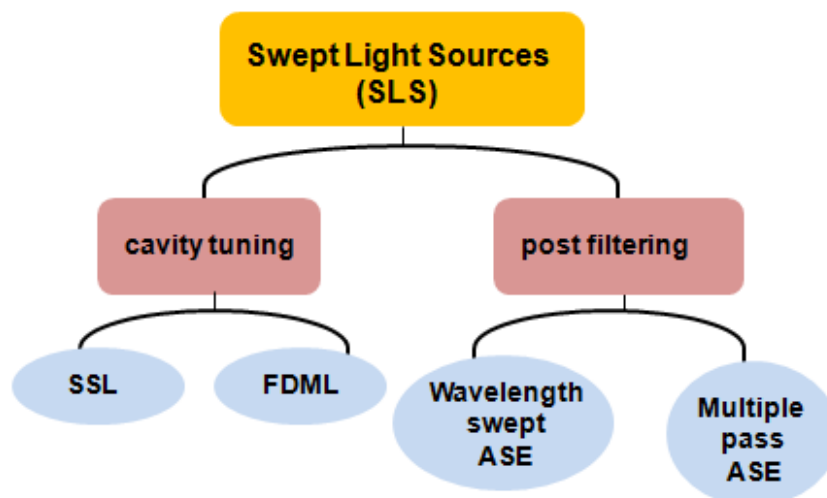 Swept Light Sources
(SLS)
cavity tuning
post filtering
SSL
FDML
Wavelength
swept
ASE
Multiple
pass
ASE